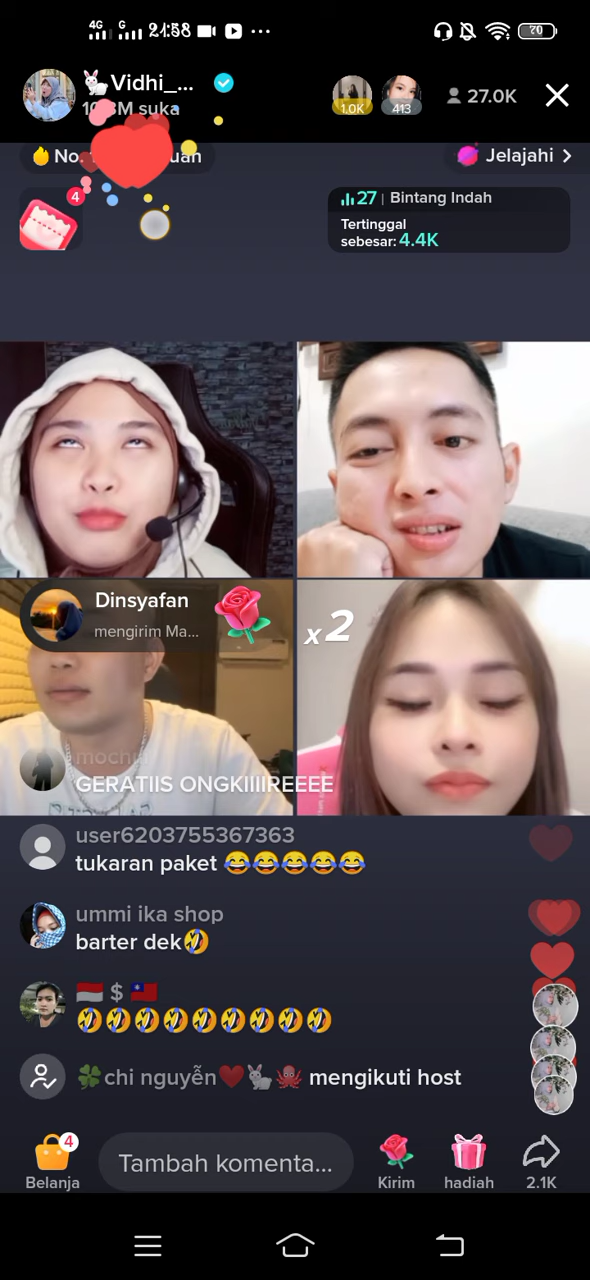 4G G 21:58 ... 70
Vidhi_...
suka
1.0K 413 27.0K
No.
Jelajahi >
4
27 | Bintang Indah
Tertinggal
sebesar: 4.4K
Dinsyafan
mengirim Ma...
x2
GERATIIS ONGKIIIIREEEE
user6203755367363
tukaran paket 😂😂😂😂😂
ummi ika shop
barter dek🤣
🇮🇩 $ 🇹🇼
🤣🤣🤣🤣🤣🤣🤣🤣🤣
🍀chi nguyễn❤️🐇🐙 mengikuti host
4
Tambah komenta...
Belanja Kirim hadiah 2.1K